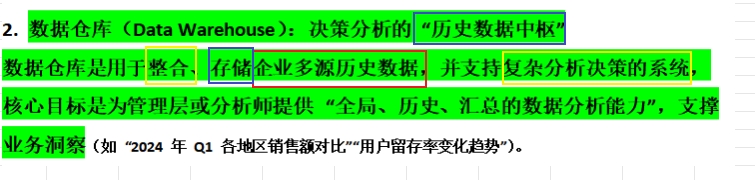 2. 数据仓库（Data Warehouse）：决策分析的 “历史数据中枢”
数据仓库是用于整合、存储企业多源历史数据，并支持复杂分析决策的系统，
核心目标是为管理层或分析师提供 “全局、历史、汇总的数据分析能力”，支撑
业务洞察（如 “2024 年 Q1 各地区销售额对比”“用户留存率变化趋势”）。